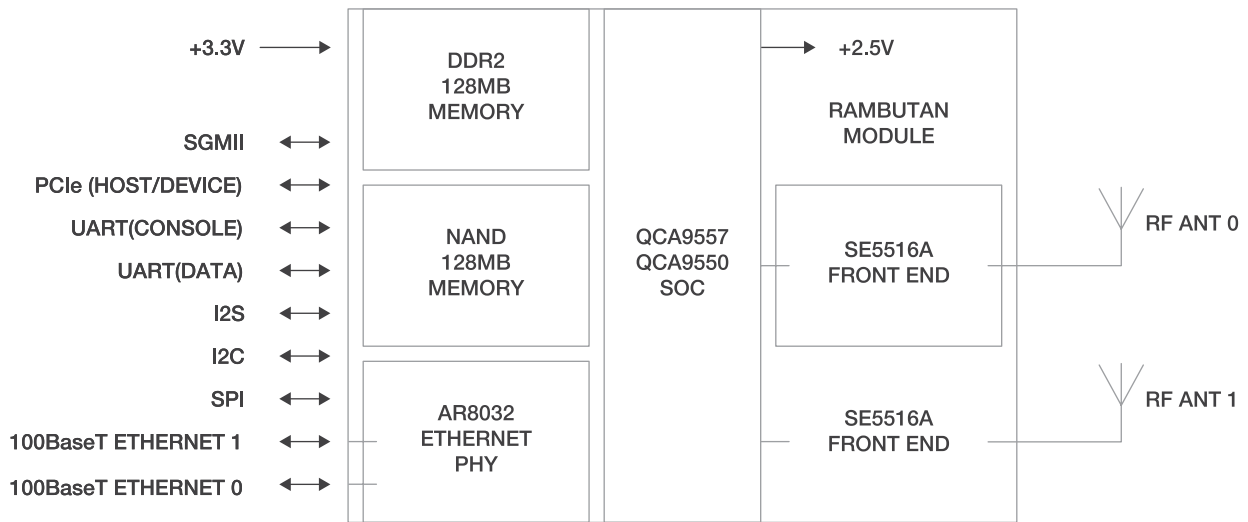 +3.3V
SGMII
PCIe (HOST/DEVICE)
UART(CONSOLE)
UART(DATA)
I2S
I2C
SPI
100BaseT ETHERNET 1
100BaseT ETHERNET 0
DDR2
128MB
MEMORY
NAND
128MB
MEMORY
AR8032
ETHERNET
PHY
QCA9557
QCA9550
SOC
+2.5V
RAMBUTAN
MODULE
SE5516A
FRONT END
SE5516A
FRONT END
RF ANT 0
RF ANT 1